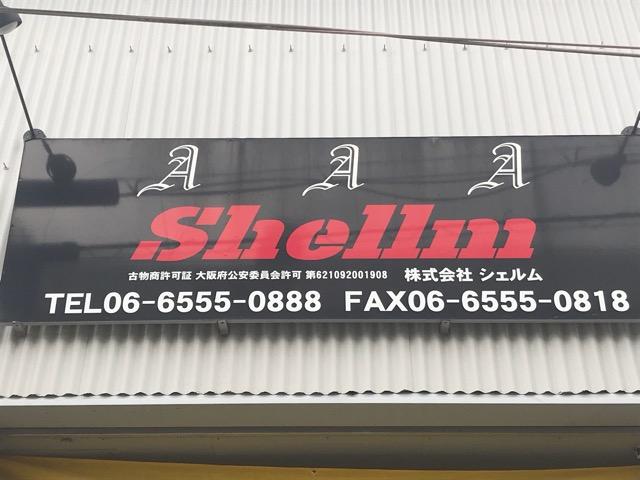 A A A
Shellm
古物商許可証 大阪府公安委員会許可 第621092001908 株式会社 シェルム
TEL06-6555-0888 FAX06-6555-0818